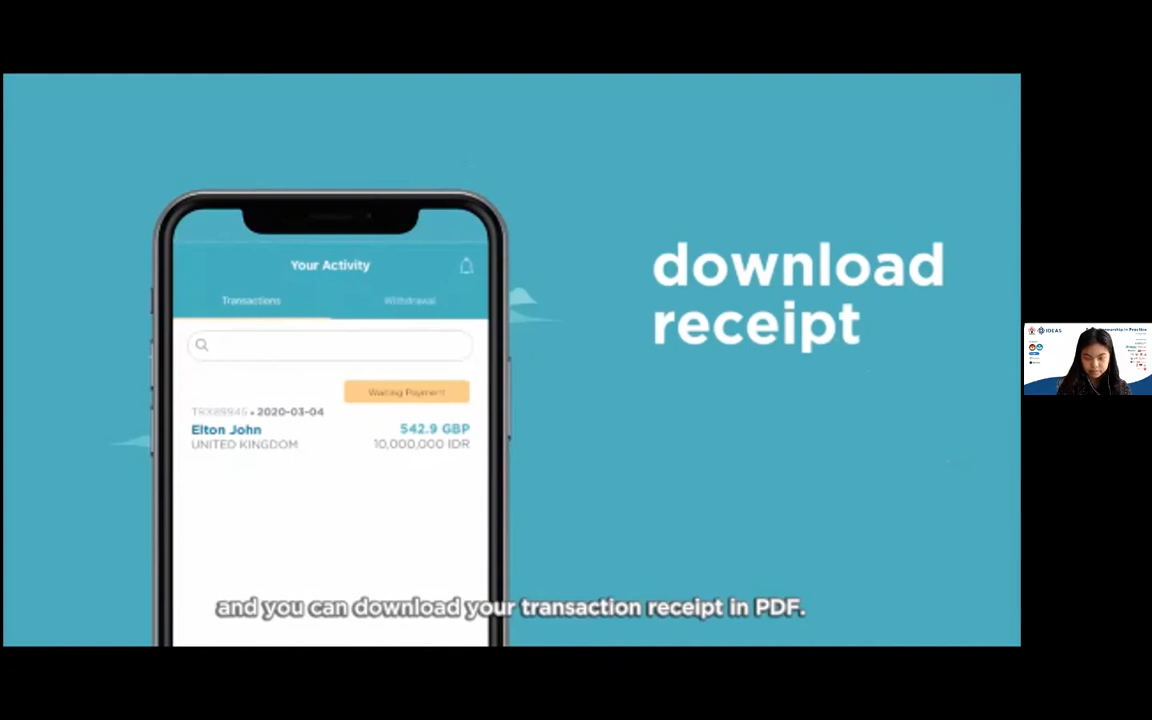 Your Activity
Transactions
Withdrawal
Waiting Payment
TRX89945 • 2020-03-04
Elton John
542.9 GBP
UNITED KINGDOM
10,000,000 IDR
download
receipt
and you can download your transaction receipt in PDF.
IDEAS